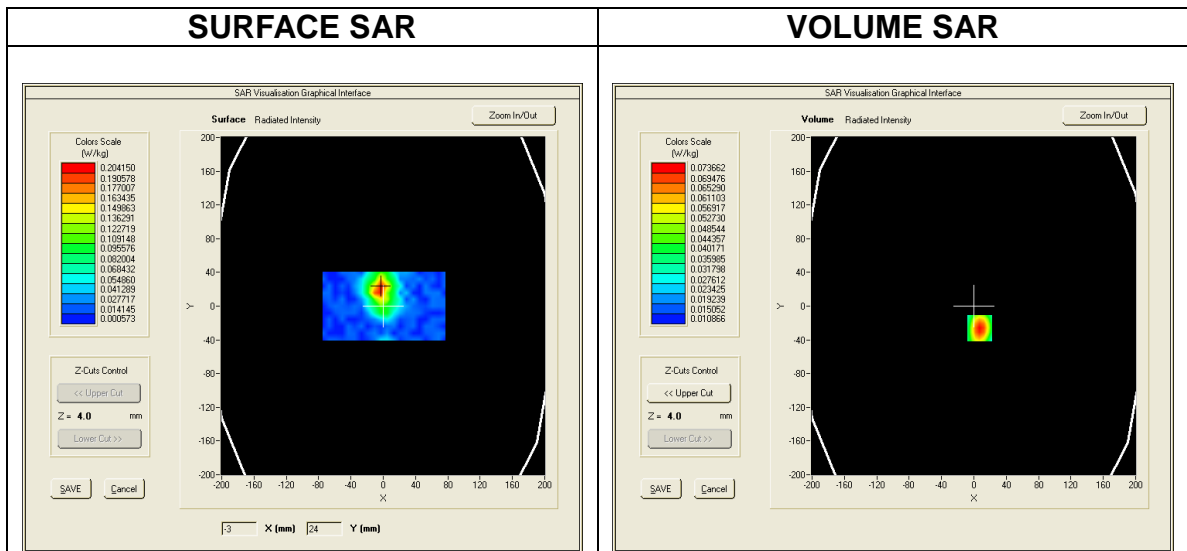 SURFACE SAR
VOLUME SAR
SAR Visualisation Graphical Interface
Surface Radiated Intensity
Zoom In/Out
Colors Scale
(W/kg)
0.204150
0.190578
0.177007
0.163435
0.149863
0.136291
0.122719
0.109148
0.095576
0.082004
0.068432
0.054860
0.041289
0.027717
0.014145
0.000573
Z-Cuts Control
<< Upper Cut
Z = 4.0 mm
Lower Cut >>
SAVE Cancel
200-
160-
120-
80-
40-
0-
-40-
-80-
-120-
-160-
-200-
Y
-200 -160 -120 -80 -40 0 40 80 120 160 200
X
-3 X (mm) 24 Y (mm)
SAR Visualisation Graphical Interface
Volume Radiated Intensity
Zoom In/Out
Colors Scale
(W/kg)
0.073662
0.069476
0.065290
0.061103
0.056917
0.052730
0.048544
0.044357
0.040171
0.035985
0.031798
0.027612
0.023425
0.019239
0.015052
0.010866
Z-Cuts Control
<< Upper Cut
Z = 4.0 mm
Lower Cut >>
SAVE Cancel
200-
160-
120-
80-
40-
0-
-40-
-80-
-120-
-160-
-200-
Y
-200 -160 -120 -80 -40 0 40 80 120 160 200
X